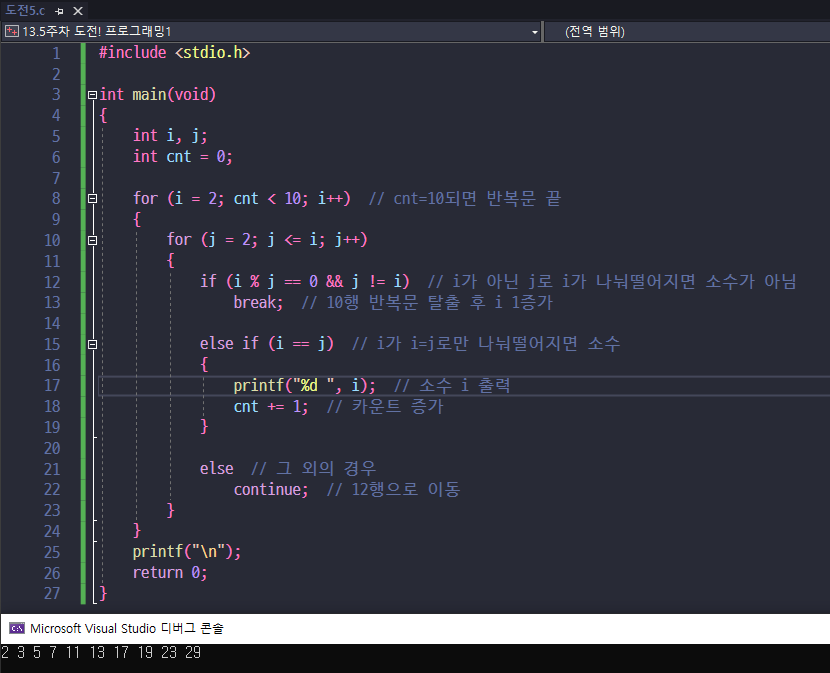 도전5.c
13.5주차 도전! 프로그래밍1
(전역 범위)
1 #include <stdio.h>
2
3 int main(void)
4 {
5 int i, j;
6 int cnt = 0;
7
8 for (i = 2; cnt < 10; i++)  // cnt=10되면 반복문 끝
9 {
10 for (j = 2; j <= i; j++)
11 {
12 if (i % j == 0 && j != i)  // i가 아닌 j로 i가 나눠떨어지면 소수가 아님
13 break;  // 10행 반복문 탈출 후 i 1증가
14
15 else if (i == j)  // i가 i=j로만 나눠떨어지면 소수
16 {
17 printf("%d ", i);  // 소수 i 출력
18 cnt += 1;  // 카운트 증가
19 }
20
21 else  // 그 외의 경우
22 continue;  // 12행으로 이동
23 }
24 }
25 printf("\n");
26 return 0;
27 }
Microsoft Visual Studio 디버그 콘솔
2 3 5 7 11 13 17 19 23 29